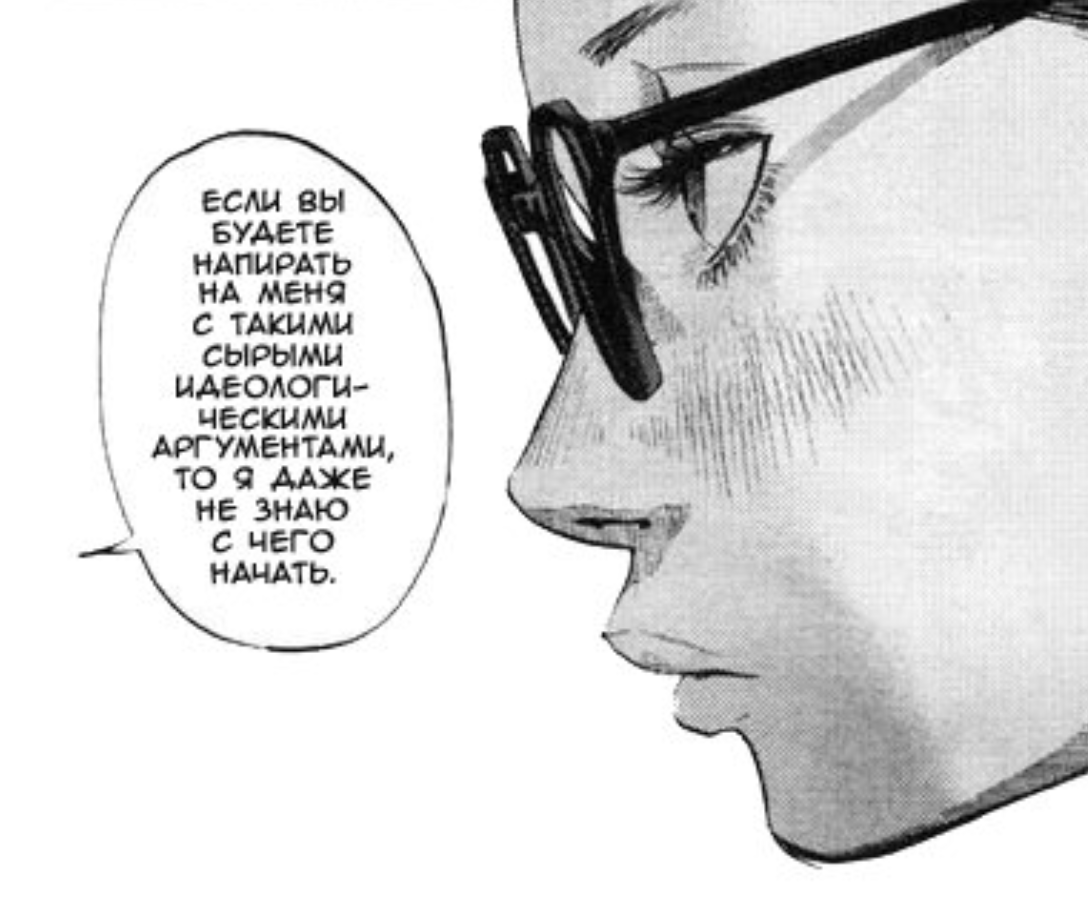 ЕСЛИ ВЫ
БУДЕТЕ
НАПИРАТЬ
НА МЕНЯ
С ТАКИМИ
СЫРЫМИ
ИДЕОЛОГИ-
ЧЕСКИМИ
АРГУМЕНТАМИ,
ТО Я ДАЖЕ
НЕ ЗНАЮ
С ЧЕГО
НАЧАТЬ.